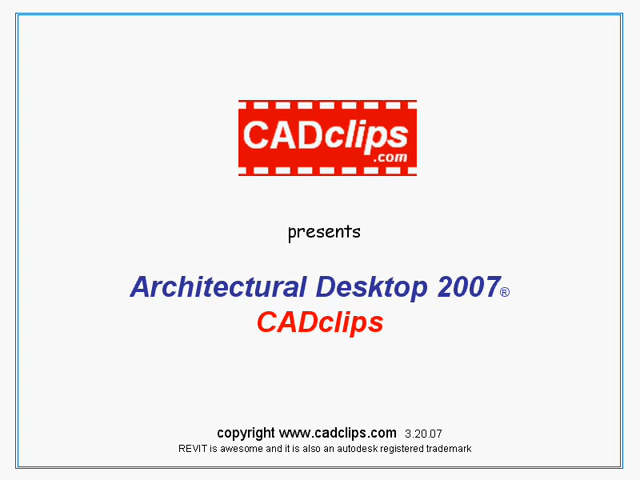 CADclips
.com
presents
Architectural Desktop 2007®
CADclips
copyright www.cadclips.com 3.20.07
REVIT is awesome and it is also an autodesk registered trademark